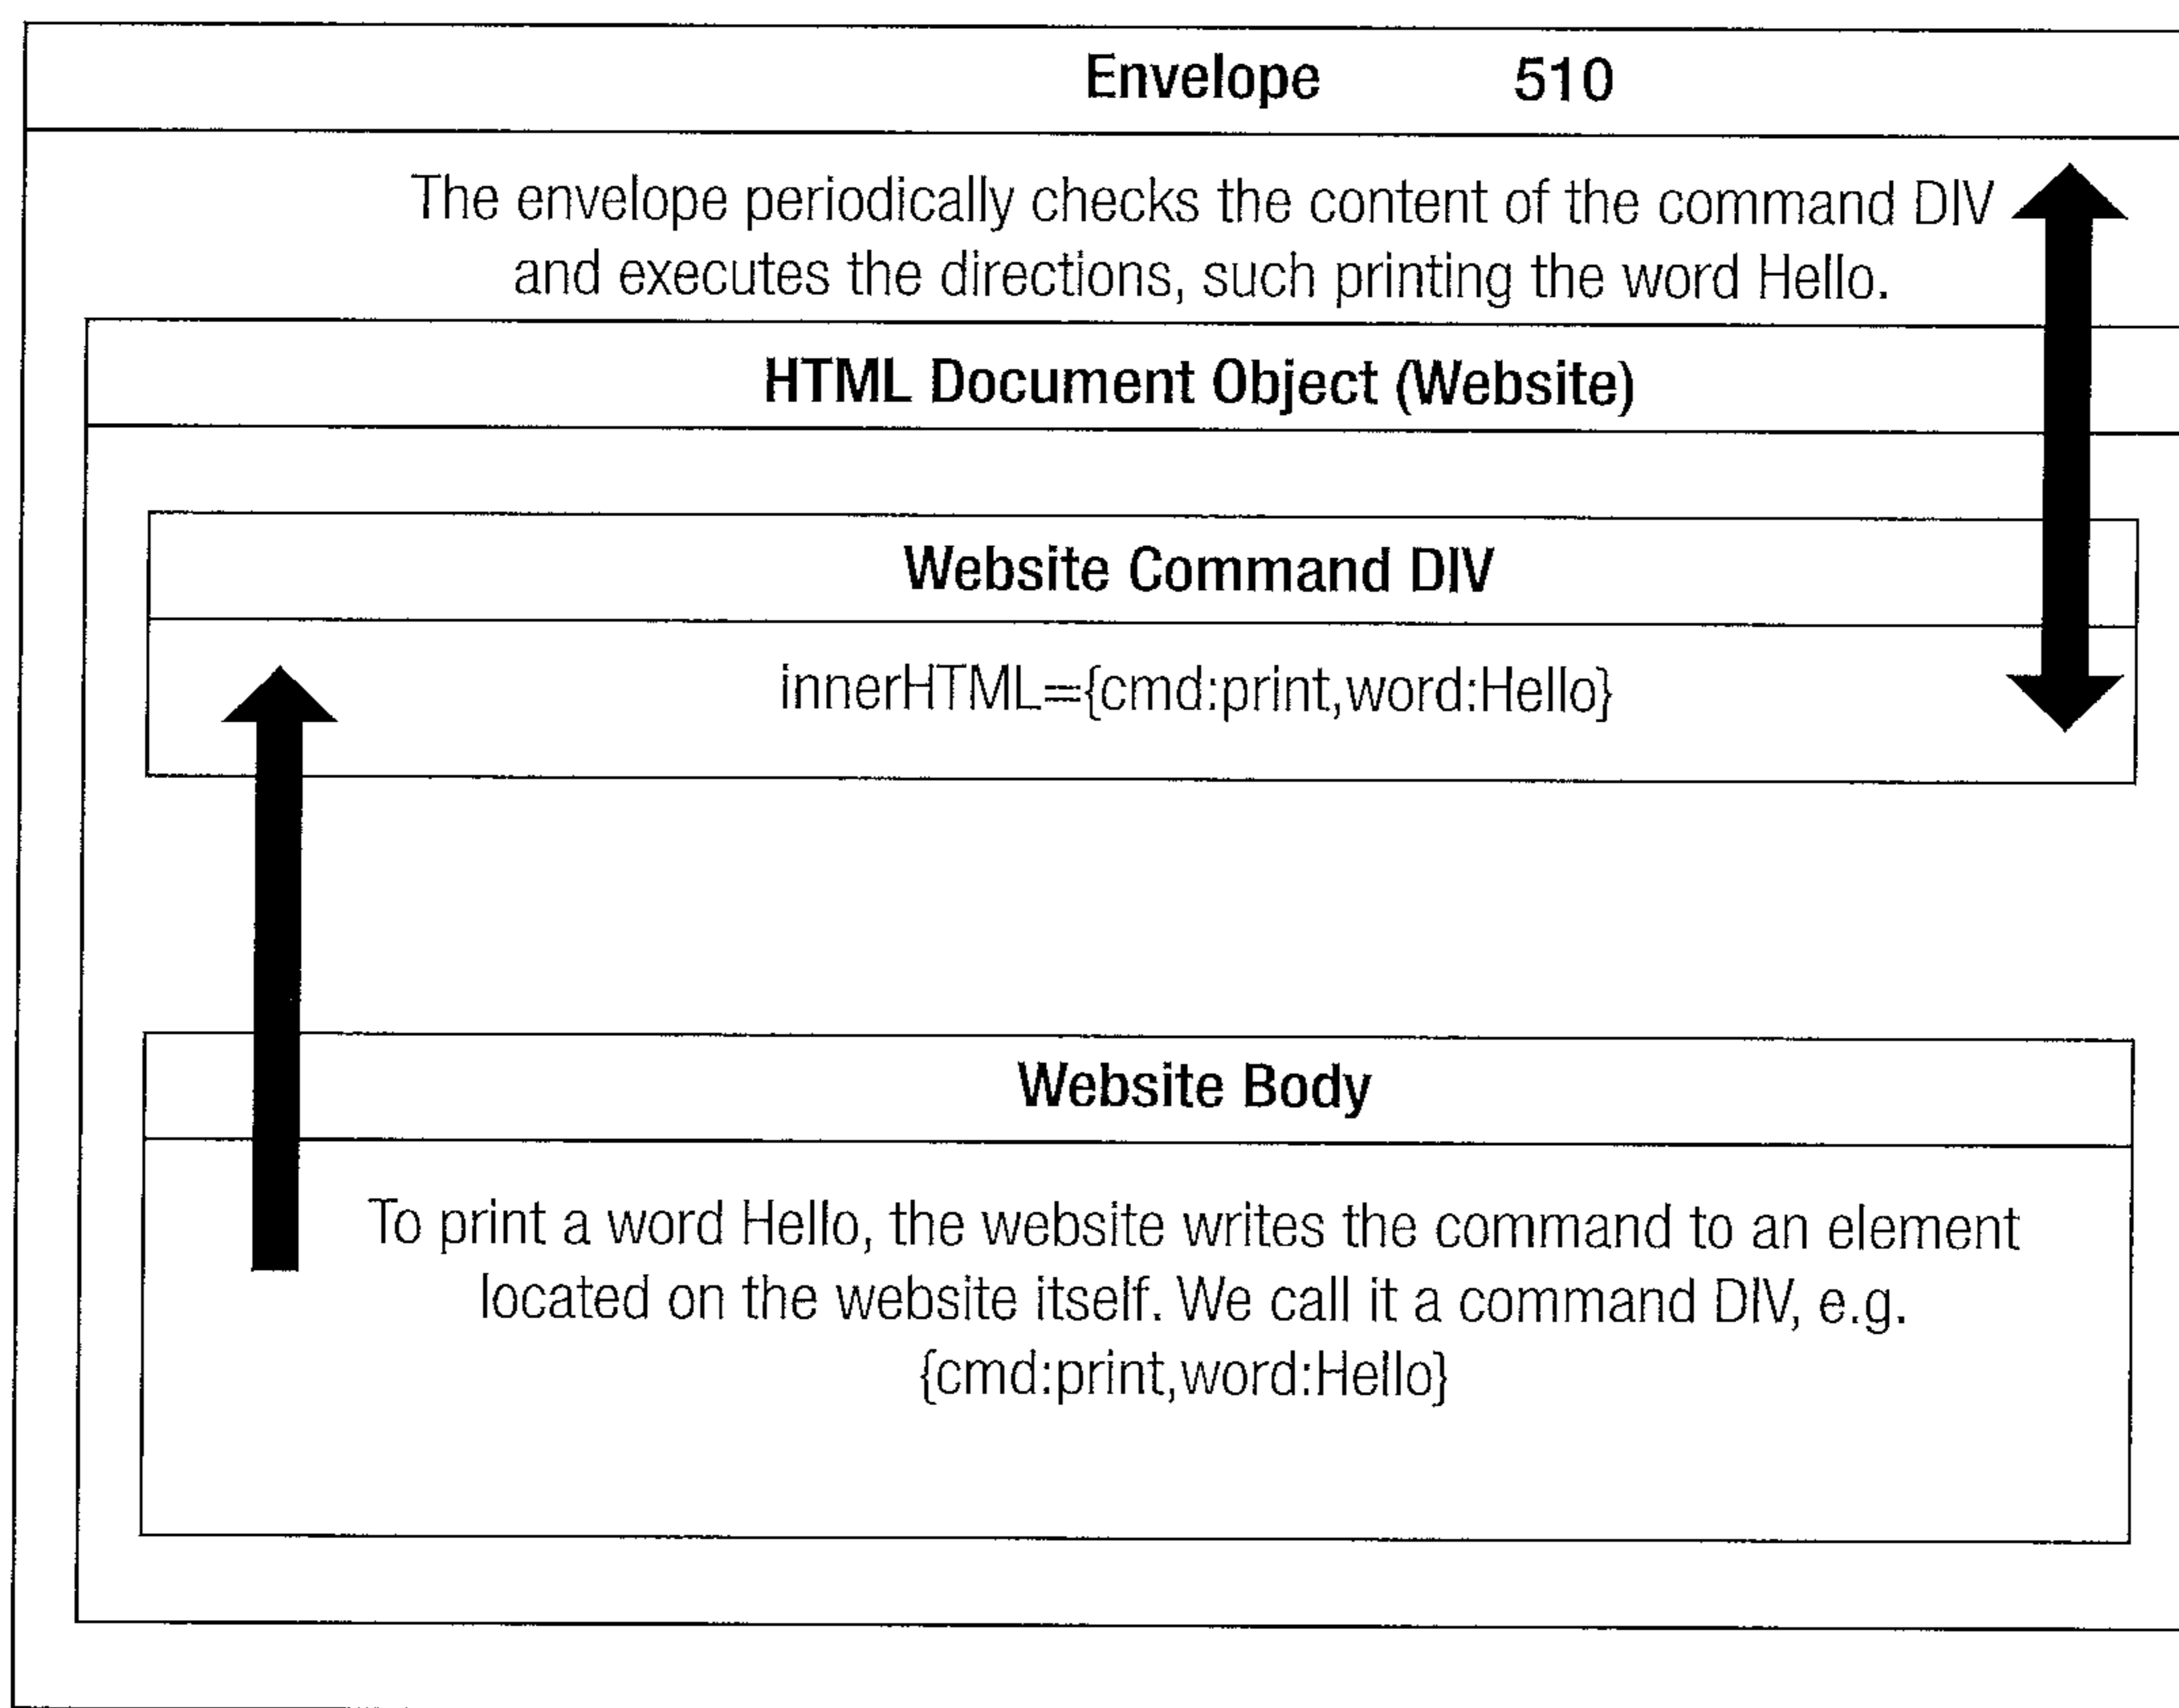 Envelope 510
The envelope periodically checks the content of the command DIV
and executes the directions, such printing the word Hello.
HTML Document Object (Website)
Website Command DIV
innerHTML={cmd:print,word:Hello}
Website Body
To print a word Hello, the website writes the command to an element
located on the website itself. We call it a command DIV, e.g.
{cmd:print,word:Hello}